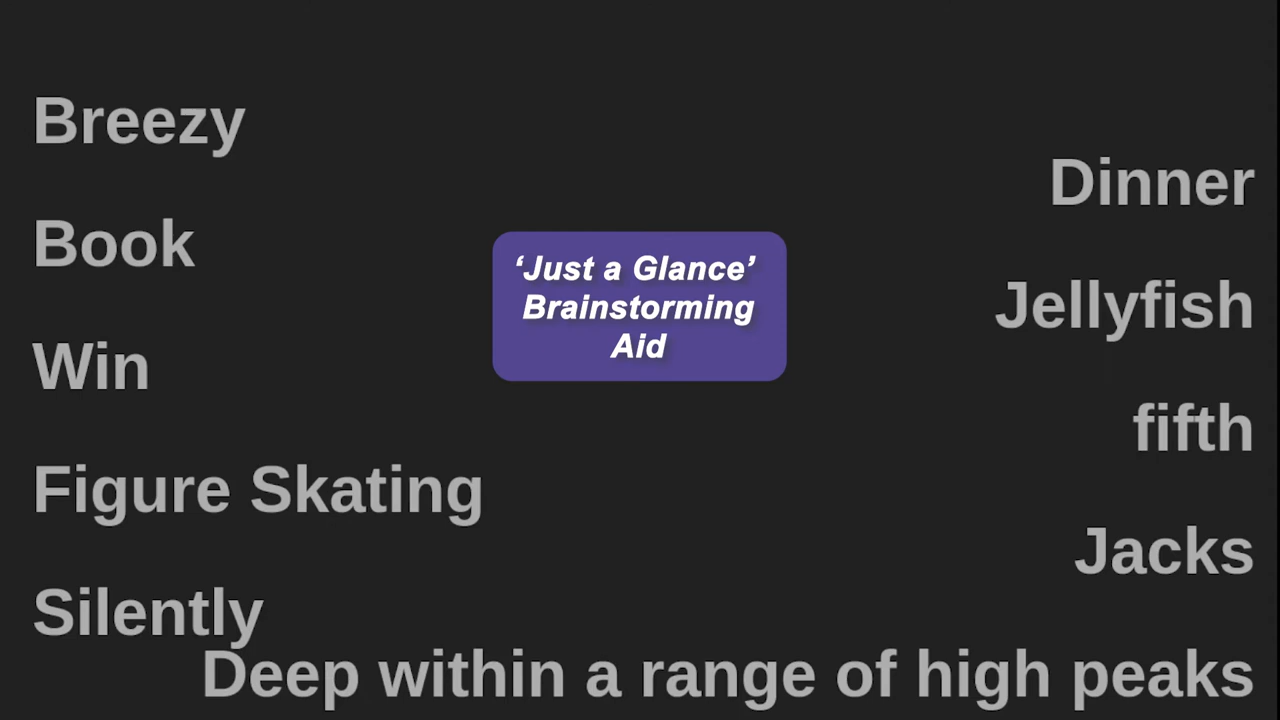 Breezy
Dinner
Book
‘Just a Glance’
Brainstorming
Aid
Jellyfish
Win
fifth
Figure Skating
Jacks
Silently
Deep within a range of high peaks